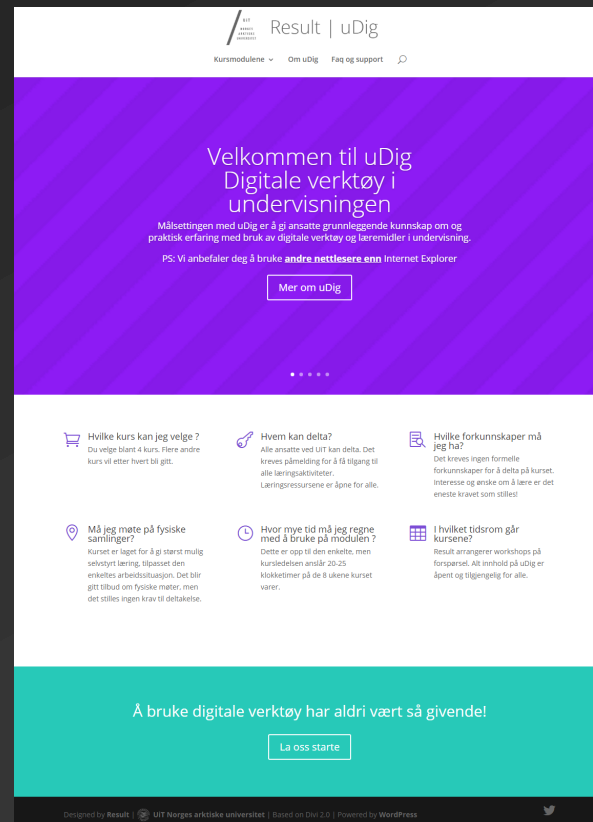 UiT
NORGES
ARKTISKE
UNIVERSITET
Result | uDig
Kursmodulene Om uDig Faq og support
Velkommen til uDig
Digitale verktøy i
undervisningen
Målsettingen med uDig er å gi ansatte grunnleggende kunnskap om og
praktisk erfaring med bruk av digitale verktøy og læremidler i undervisning.
PS: Vi anbefaler deg å bruke andre nettlesere enn Internet Explorer
Mer om uDig
Hvilke kurs kan jeg velge ?
Du velge blant 4 kurs. Flere andre
kurs vil etter hvert bli gitt.
Hvem kan delta?
Alle ansatte ved UIT kan delta. Det
kreves påmelding for å få tilgang til
alle læringsaktiviteter.
Læringsressursene er åpne for alle.
Hvilke forkunnskaper må
jeg ha?
Det kreves ingen formelle
forkunnskaper for å delta på kurset.
Interesse og ønske om å lære er det
eneste kravet som stilles!
Må jeg møte på fysiske
samlinger?
Kurset er laget for å gi størst mulig
selvstyrt læring, tilpasset den
enkeltes arbeidssituasjon. Det blir
gitt tilbud om fysiske møter, men
det stilles ingen krav til deltakelse.
Hvor mye tid må jeg regne
med å bruke på modulen ?
Dette er opp til den enkelte, men
kursledelsen anslår 20-25
klokketimer på de 8 ukene kurset
varer.
I hvilket tidsrom går
kursene?
Result arrangerer workshops på
forspørsel. Alt innhold på uDig er
åpent og tilgjengelig for alle.
Å bruke digitale verktøy har aldri vært så givende!
La oss starte
Designed by Result | UiT Norges arktiske universitet | Based on Divi 2.0 | Powered by WordPress